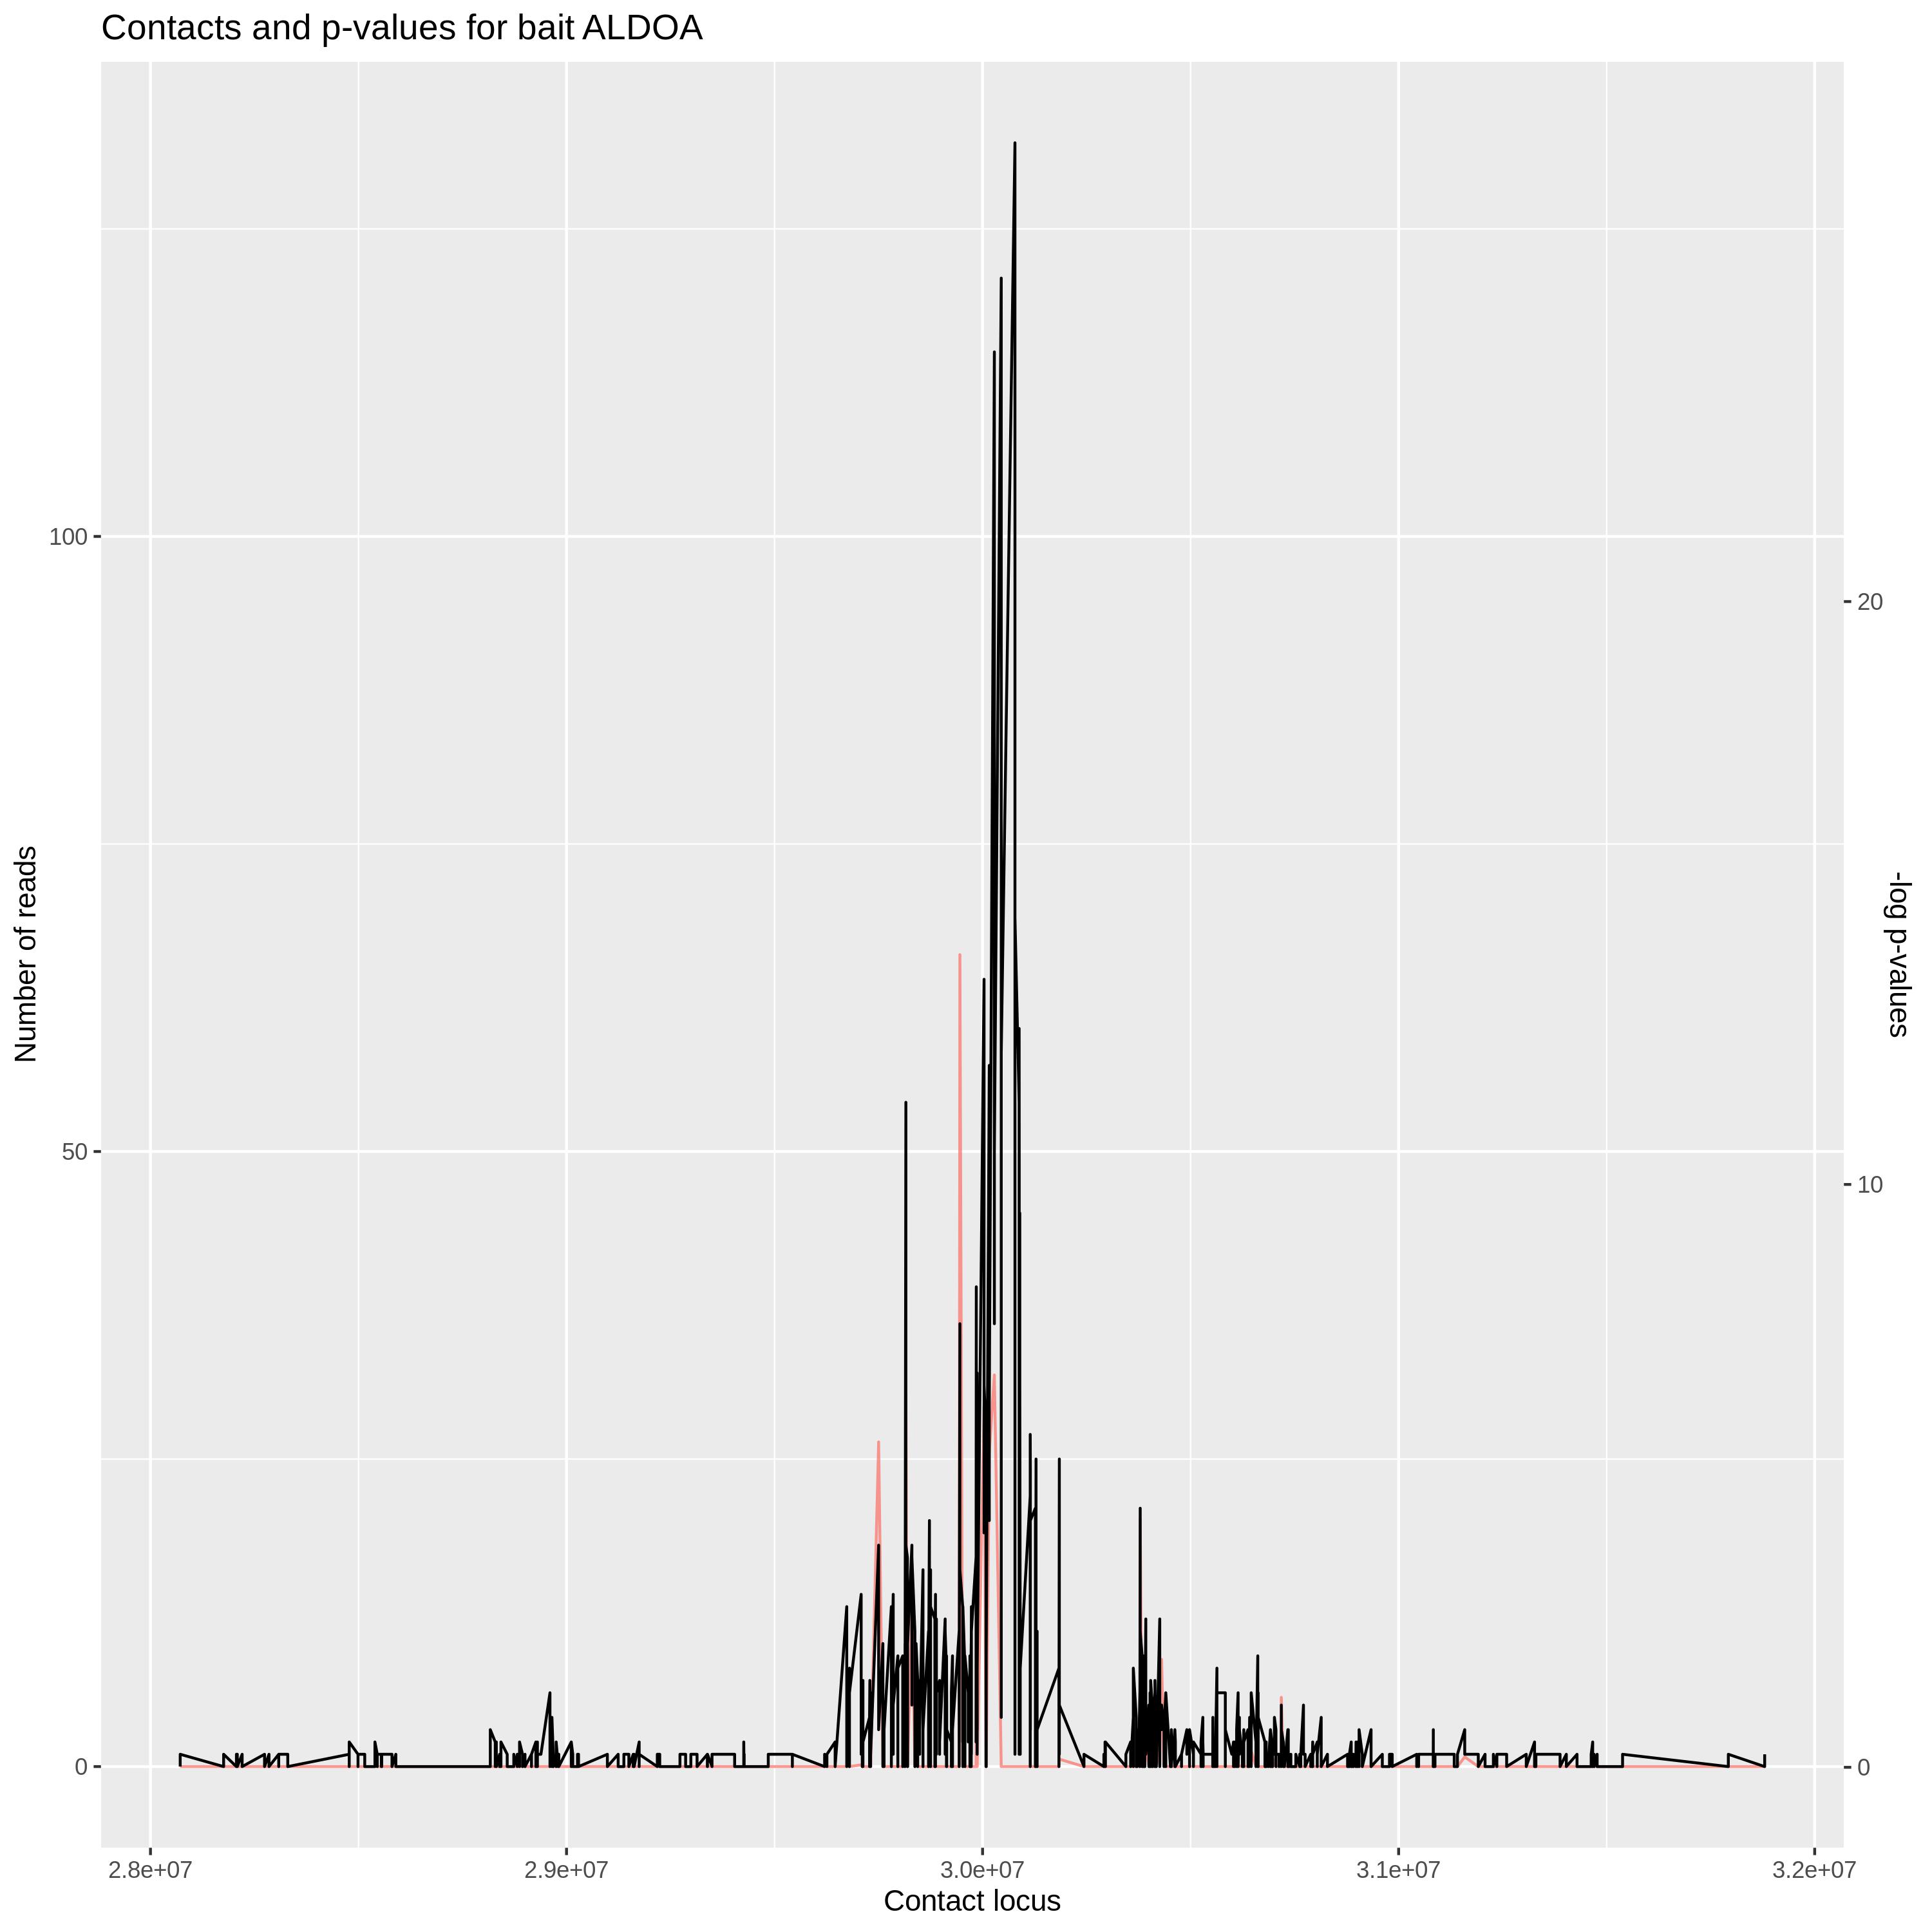 Contacts and p-values for bait ALDOA
100
50
0
Number of reads
20
10
0
-log p-values
2.8e+07
2.9e+07
3.0e+07
3.1e+07
3.2e+07
Contact locus